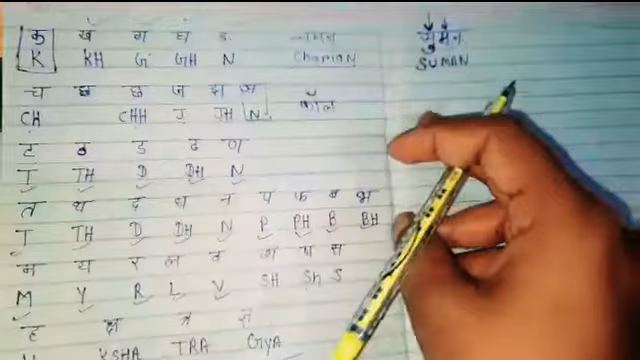 क ख ग घ ङ चमन सुमन
K KH G GH N Chaman SUMAN
च छ ज झ ञ कौल
CH CHH J JH N
ट ठ ड ढ ण
T TH D DH N
त थ द ध न प फ ब भ
T TH D DH N P PH B BH
म य र ल व श ष स
M Y R L V SH Sh S
ह क्ष त्र ज्ञ
H KSHA TRA GYA